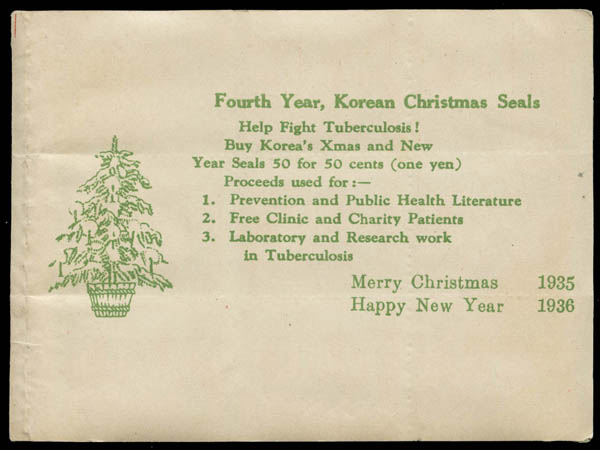 Fourth Year, Korean Christmas Seals
Help Fight Tuberculosis!
Buy Korea's Xmas and New
Year Seals 50 for 50 cents (one yen)
Proceeds used for:—
1. Prevention and Public Health Literature
2. Free Clinic and Charity Patients
3. Laboratory and Research work
in Tuberculosis
Merry Christmas 1935
Happy New Year 1936